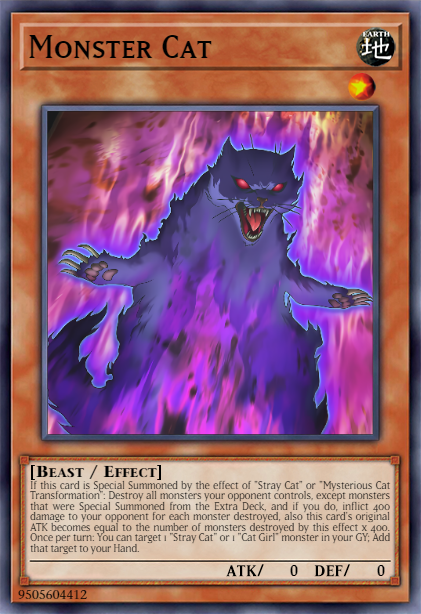 Monster Cat
EARTH
地
[Beast / Effect]
If this card is Special Summoned by the effect of "Stray Cat" or "Mysterious Cat
Transformation": Destroy all monsters your opponent controls, except monsters
that were Special Summoned from the Extra Deck, and if you do, inflict 400
damage to your opponent for each monster destroyed, also this card's original
ATK becomes equal to the number of monsters destroyed by this effect x 400.
Once per turn: You can target 1 "Stray Cat" or 1 "Cat Girl" monster in your GY; Add
that target to your Hand.
ATK/ 0 DEF/ 0
9505604412